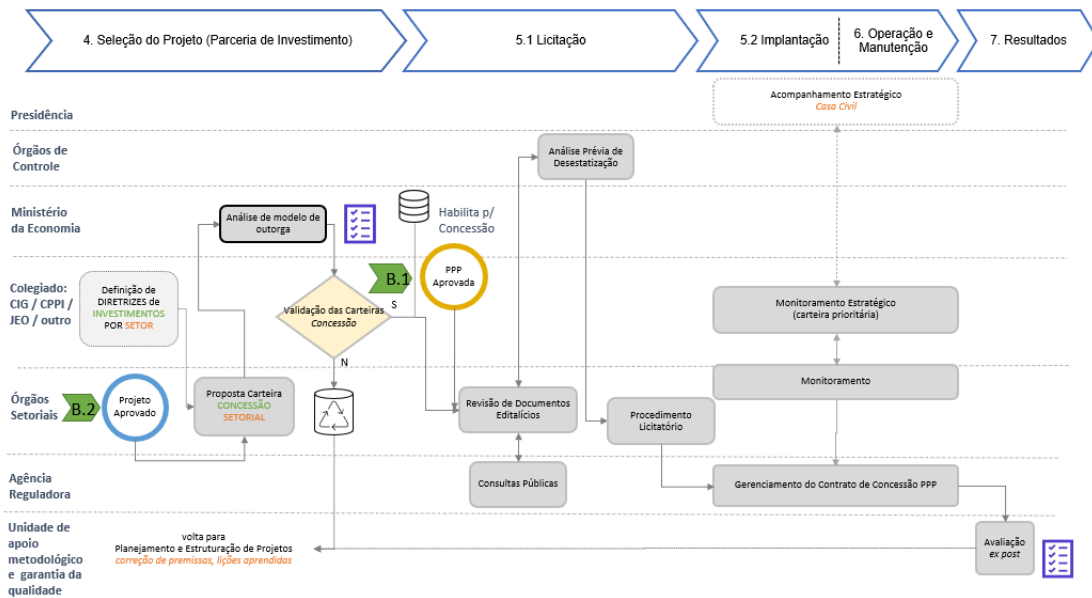 4. Seleção do Projeto (Parceria de Investimento)
5.1 Licitação
5.2 Implantação
6. Operação e
Manutenção
7. Resultados
Presidência
Acompanhamento Estratégico
Casa Civil
Órgãos de
Controle
Análise Prévia de
Desestatização
Ministério
da Economia
Análise de modelo de
outorga
Habilita p/
Concessão
B.1
PPP
Aprovada
Colegiado:
CIG / CPPI /
JEO / outro
Definição de
DIRETRIZES de
INVESTIMENTOS
POR SETOR
Validação das Carteiras
Concessão
S
N
Monitoramento Estratégico
(carteira prioritária)
Órgãos
Setoriais
B.2
Projeto
Aprovado
Proposta Carteira
CONCESSÃO
SETORIAL
Revisão de Documentos
Editalícios
Procedimento
Licitatório
Monitoramento
Agência
Reguladora
Consultas Públicas
Gerenciamento do Contrato de Concessão PPP
Unidade de
apoio
metodológico
e garantia da
qualidade
volta para
Planejamento e Estruturação de Projetos
correção de premissas, lições aprendidas
Avaliação
ex post